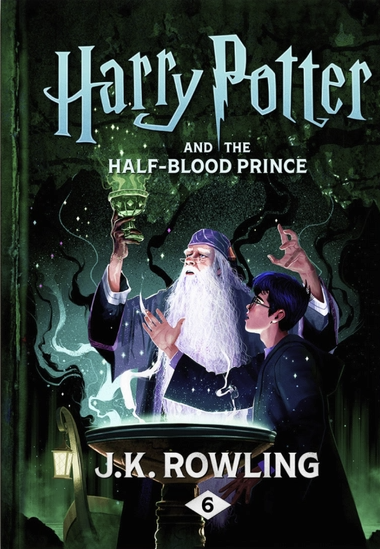 Harry Potter
AND THE
HALF-BLOOD PRINCE
J.K. ROWLING
6